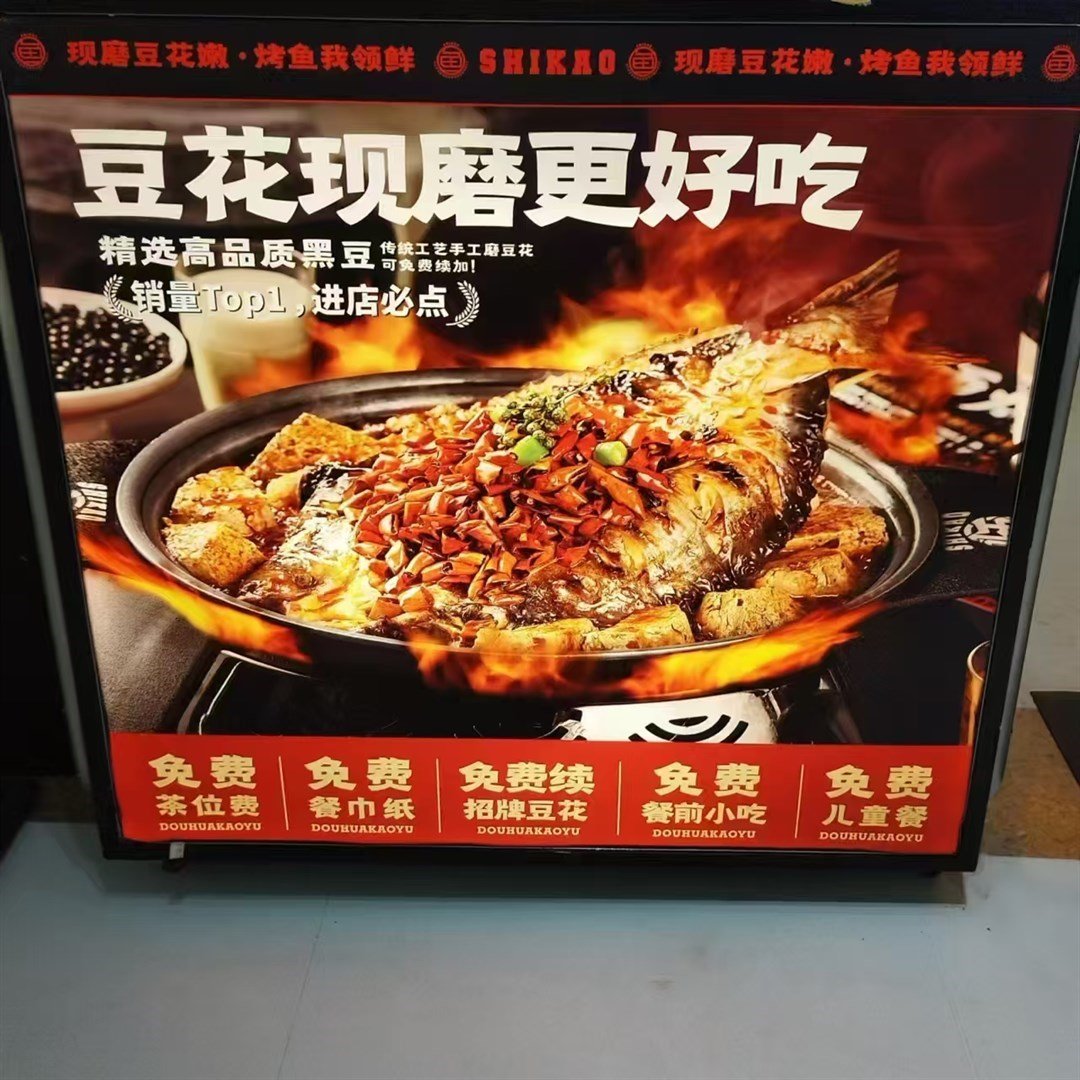 现磨豆花嫩·烤鱼我领鲜 SHIKAO 现磨豆花嫩·烤鱼我领鲜
豆花现磨更好吃
精选高品质黑豆
传统工艺手工磨豆花
可免费续加!
销量Top1,进店必点
SHIKAO
免费
茶位费
DOUHUAKAOYU
免费
餐巾纸
DOUHUAKAOYU
免费续
招牌豆花
DOUHUAKAOYU
免费
餐前小吃
DOUHUAKAOYU
免费
儿童餐
DOUHUAKAOYU